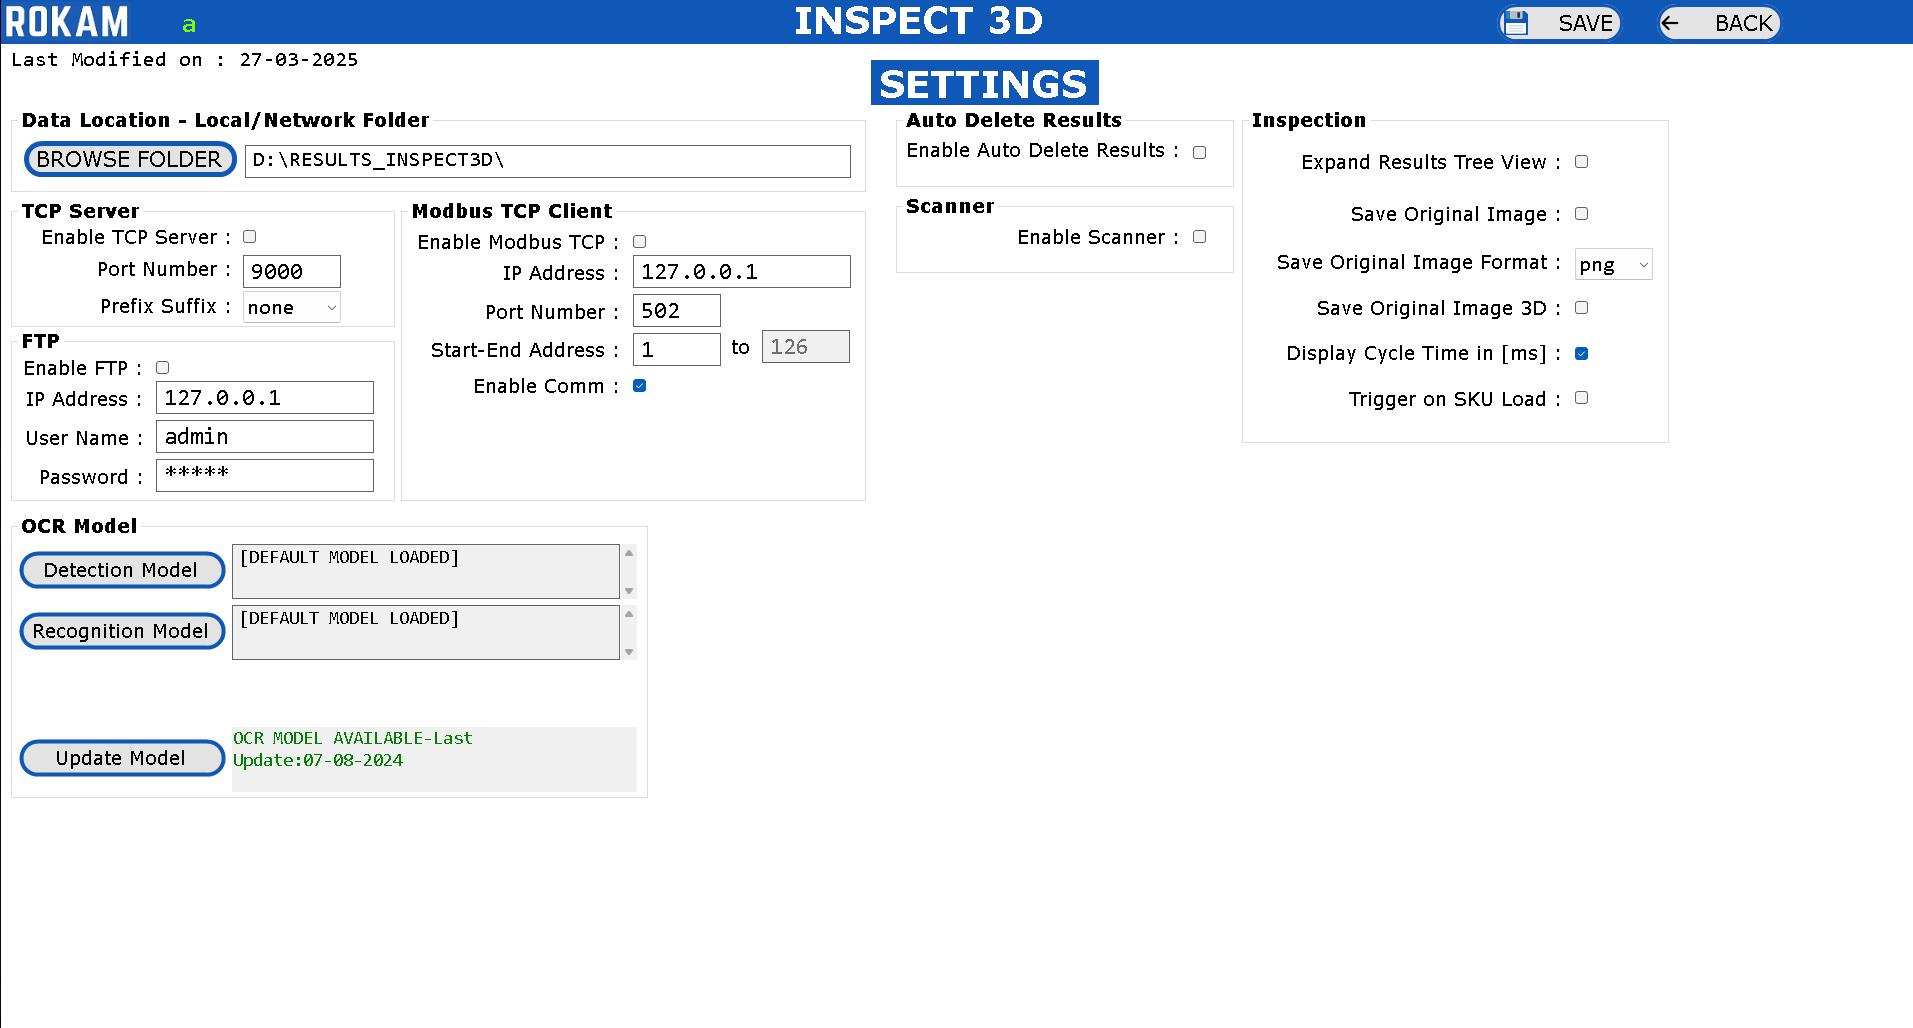 ROKAM
a
INSPECT 3D
SAVE
BACK
Last Modified on : 27-03-2025
SETTINGS
Data Location - Local/Network Folder
BROWSE FOLDER
D:\RESULTS_INSPECT3D\
TCP Server
Enable TCP Server :
Port Number : 9000
Prefix Suffix : none
FTP
Enable FTP :
IP Address : 127.0.0.1
User Name : admin
Password : *****
Modbus TCP Client
Enable Modbus TCP :
IP Address : 127.0.0.1
Port Number : 502
Start-End Address : 1 to 126
Enable Comm :
Auto Delete Results
Enable Auto Delete Results :
Scanner
Enable Scanner :
Inspection
Expand Results Tree View :
Save Original Image :
Save Original Image Format : png
Save Original Image 3D :
Display Cycle Time in [ms] :
Trigger on SKU Load :
OCR Model
Detection Model
[DEFAULT MODEL LOADED]
Recognition Model
[DEFAULT MODEL LOADED]
Update Model
OCR MODEL AVAILABLE-Last
Update:07-08-2024